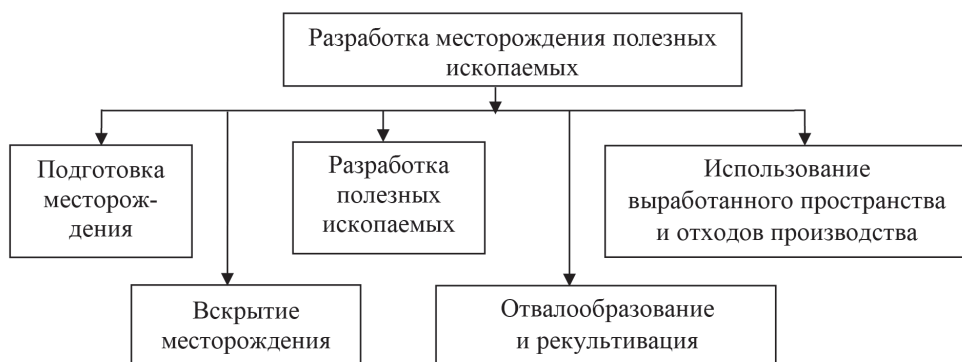 Разработка месторождения полезных
ископаемых
Подготовка
месторож-
дения
Разработка
полезных
ископаемых
Использование
выработанного пространства
и отходов производства
Вскрытие
месторождения
Отвалообразование
и рекультивация